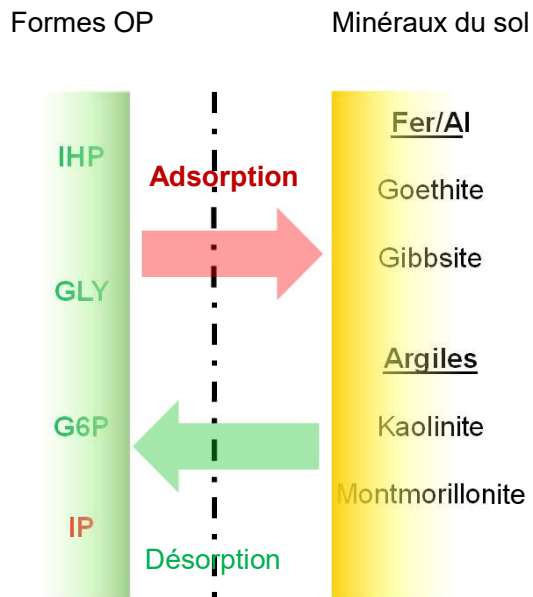 Formes OP
Minéraux du sol
IHP
GLY
G6P
IP
Adsorption
Désorption
Fer/Al
Goethite
Gibbsite
Argiles
Kaolinite
Montmorillonite